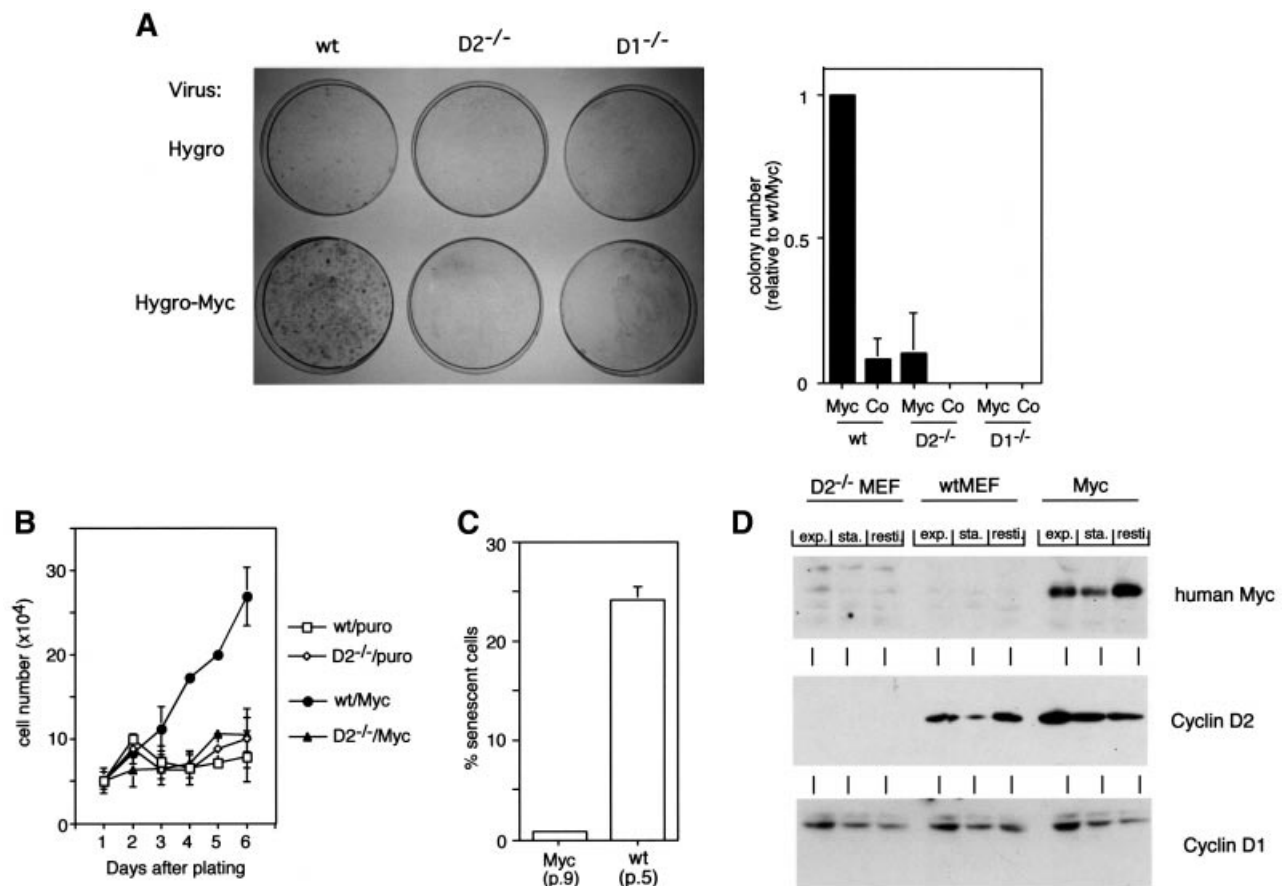 A
wt D2-/- D1-/-
Virus:
Hygro
Hygro-Myc
colony number
(relative to wt/Myc)
1
0.5
0
Myc Co Myc Co Myc Co
wt D2-/- D1-/-
B
cell number (x10⁴)
30
20
10
0
1 2 3 4 5 6
Days after plating
wt/puro
D2-/-/puro
wt/Myc
D2-/-/Myc
C
% senescent cells
30
20
10
0
Myc wt
(p.9) (p.5)
D
D2-/- MEF wtMEF Myc
exp. sta. resti. exp. sta. resti. exp. sta. resti.
human Myc
Cyclin D2
Cyclin D1